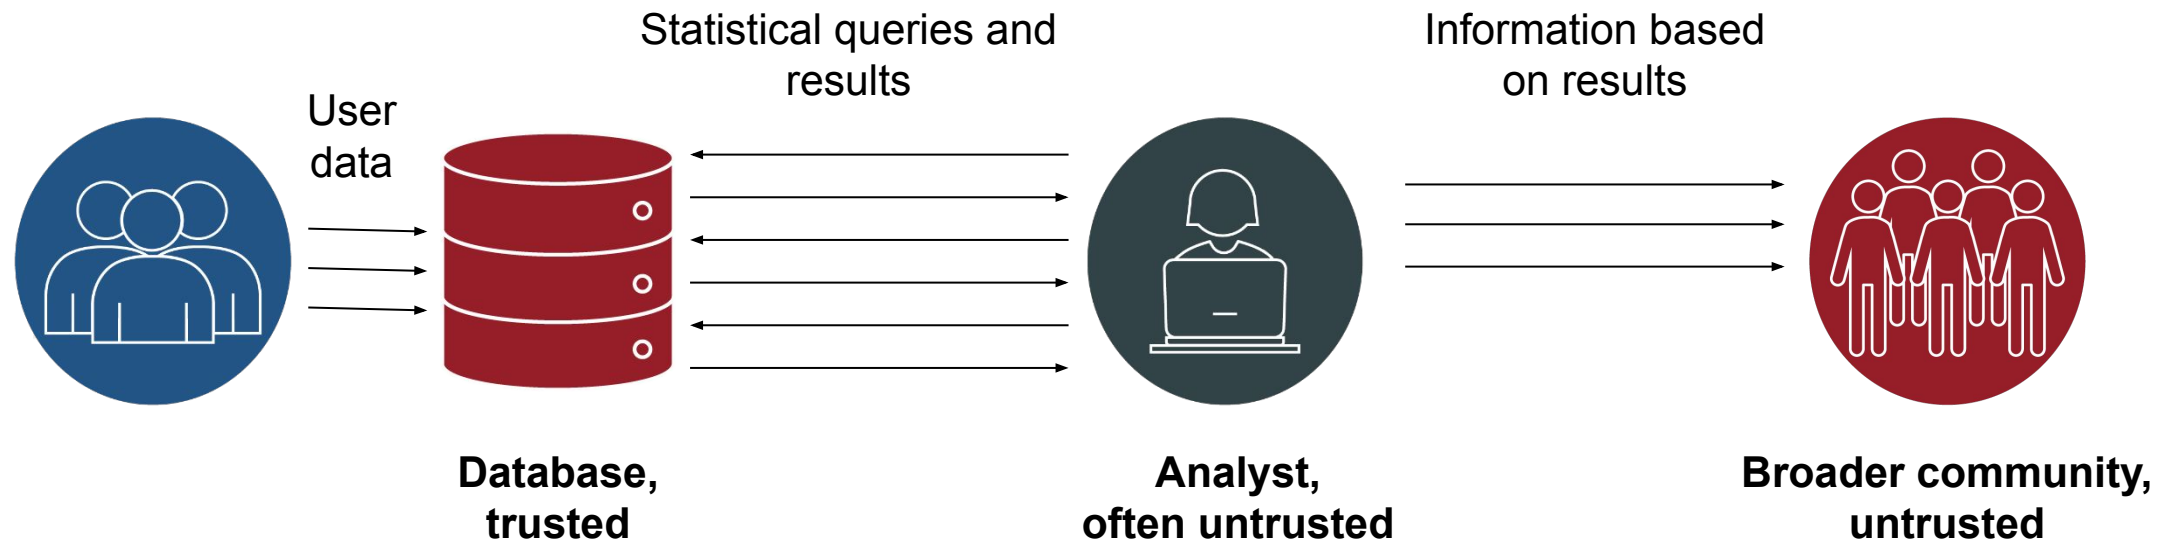 Statistical queries and
results
Information based
on results
User
data
Database,
trusted
Analyst,
often untrusted
Broader community,
untrusted